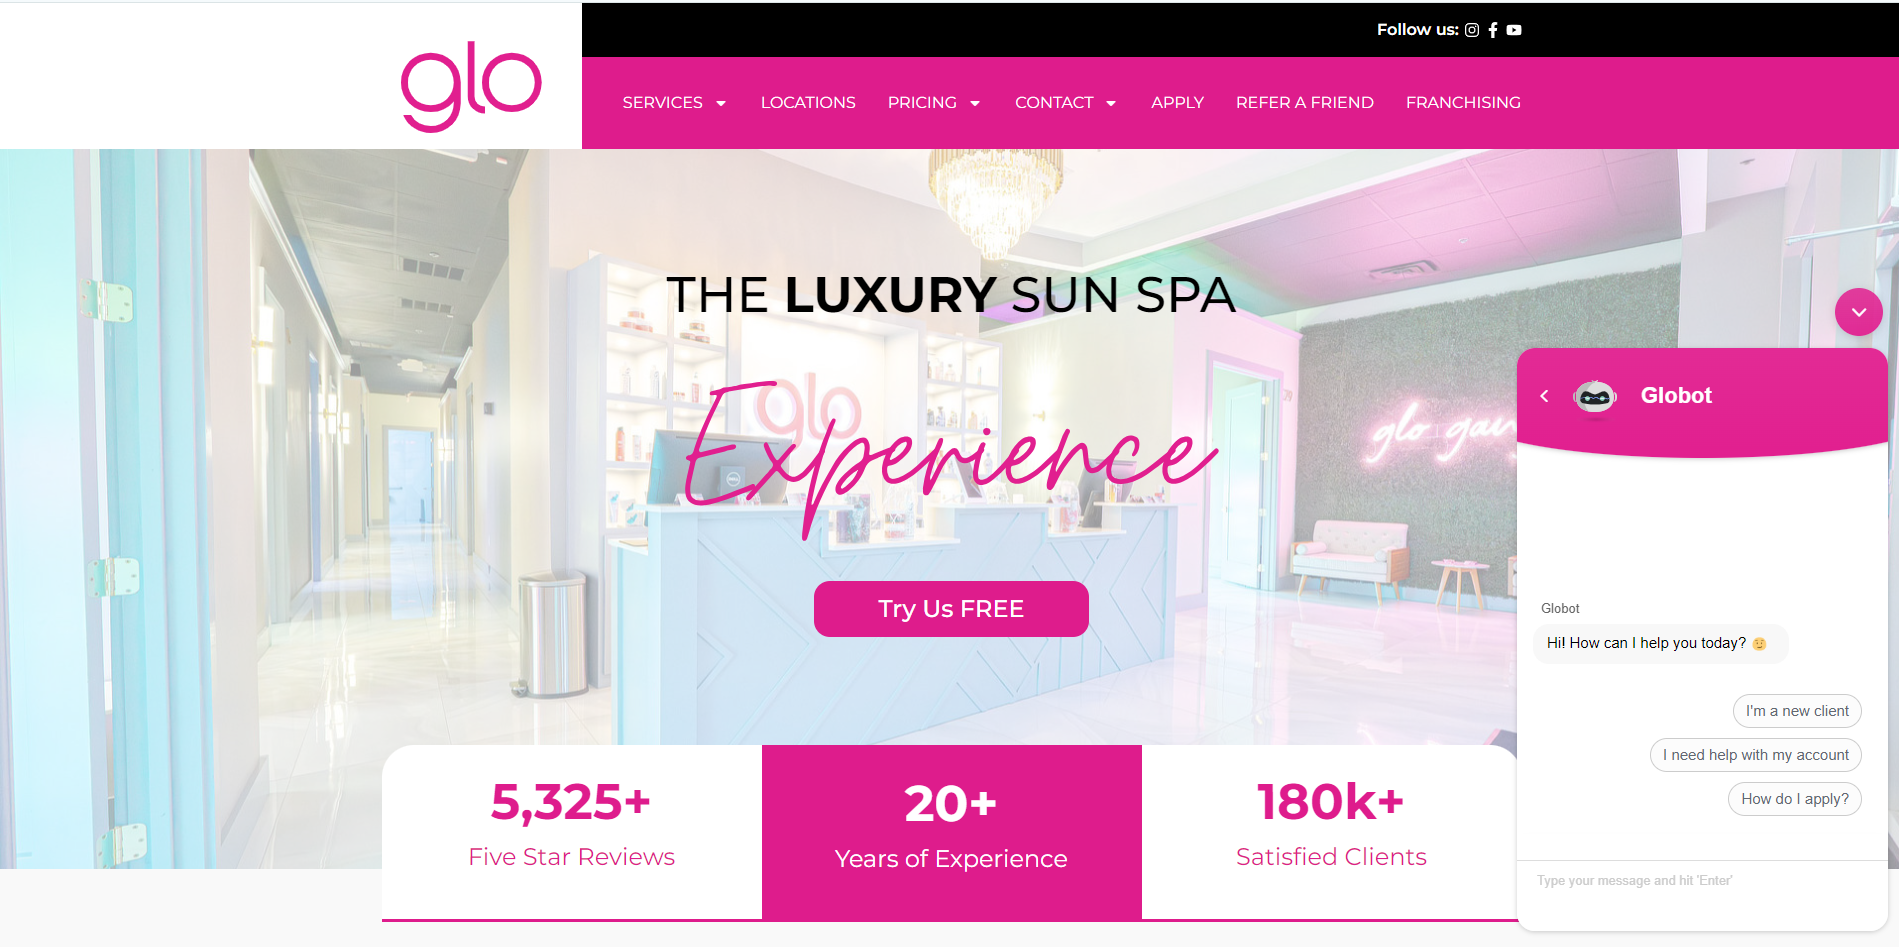 glo
Follow us:
SERVICES
LOCATIONS
PRICING
CONTACT
APPLY
REFER A FRIEND
FRANCHISING
THE LUXURY SUN SPA
glo
Experience
glo
Try Us FREE
5,325+
Five Star Reviews
20+
Years of Experience
180k+
Satisfied Clients
Globot
Globot
Hi! How can I help you today? 😏
I'm a new client
I need help with my account
How do I apply?
Type your message and hit 'Enter'